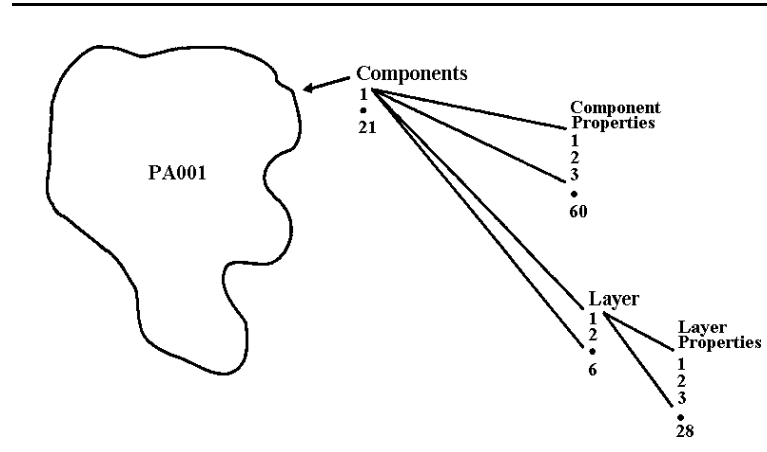 Components
1
•
21
PA001
Component
Properties
1
2
3
•
60
Layer
1
2
•
6
Layer
Properties
1
2
3
•
28